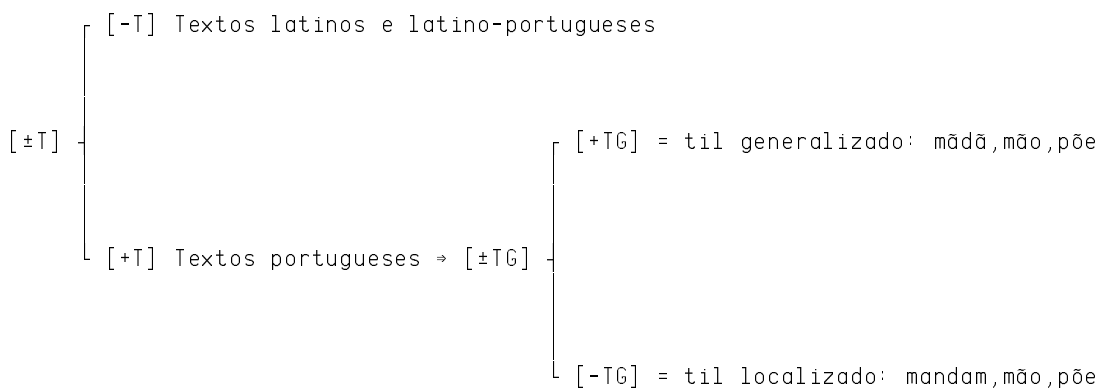 [-T] Textos latinos e latino-portugueses
[±T]
[+TG] = til generalizado: mãdã,mão,põe
[+T] Textos portugueses ⇒ [±TG]
[-TG] = til localizado: mandam,mão,põe